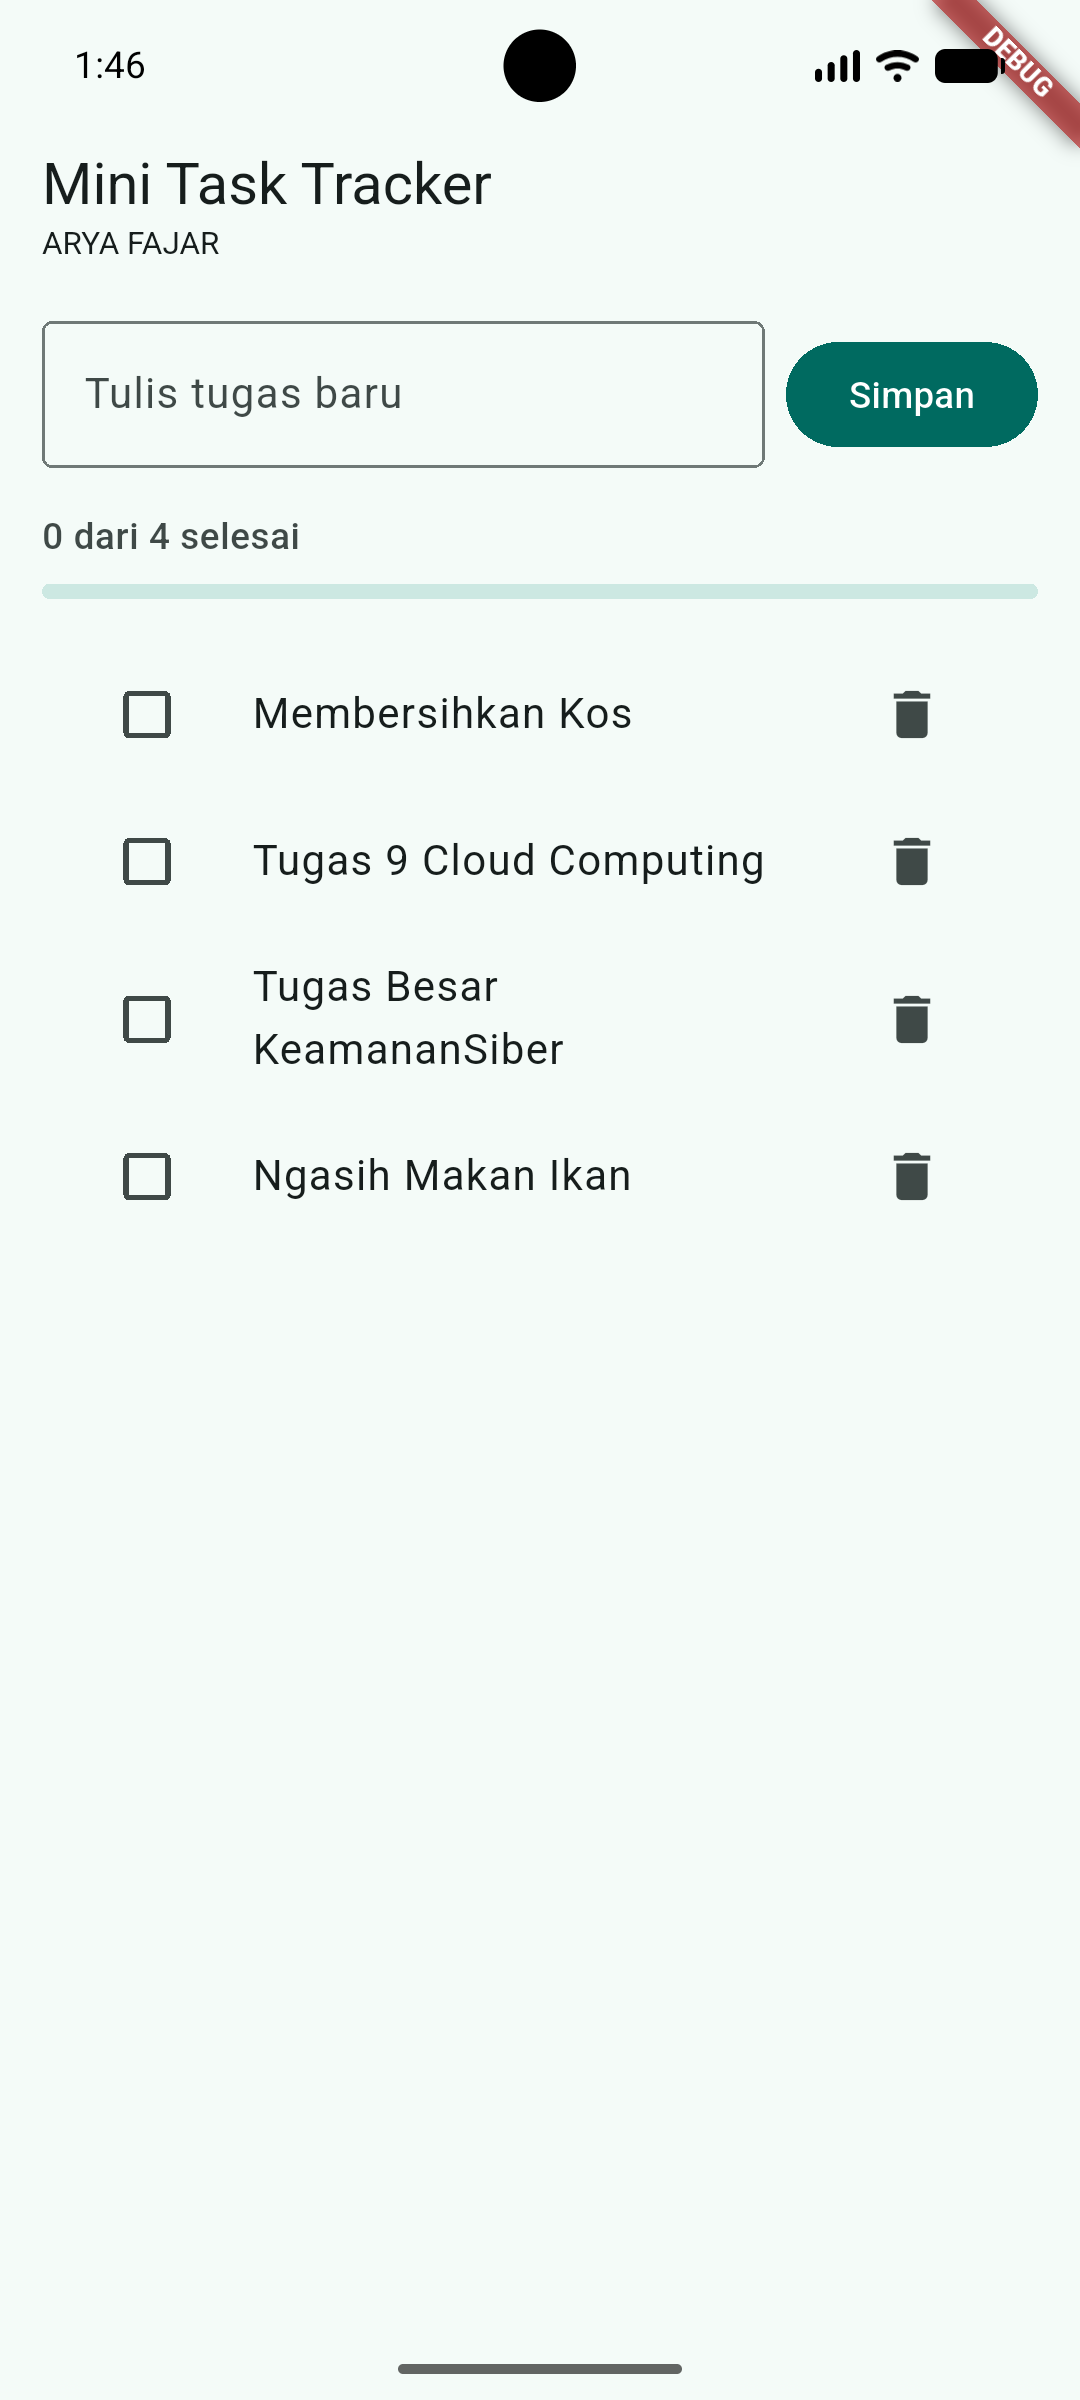 1:46
DEBUG
Mini Task Tracker
ARYA FAJAR
Tulis tugas baru
Simpan
0 dari 4 selesai
Membersihkan Kos
Tugas 9 Cloud Computing
Tugas Besar
KeamananSiber
Ngasih Makan Ikan